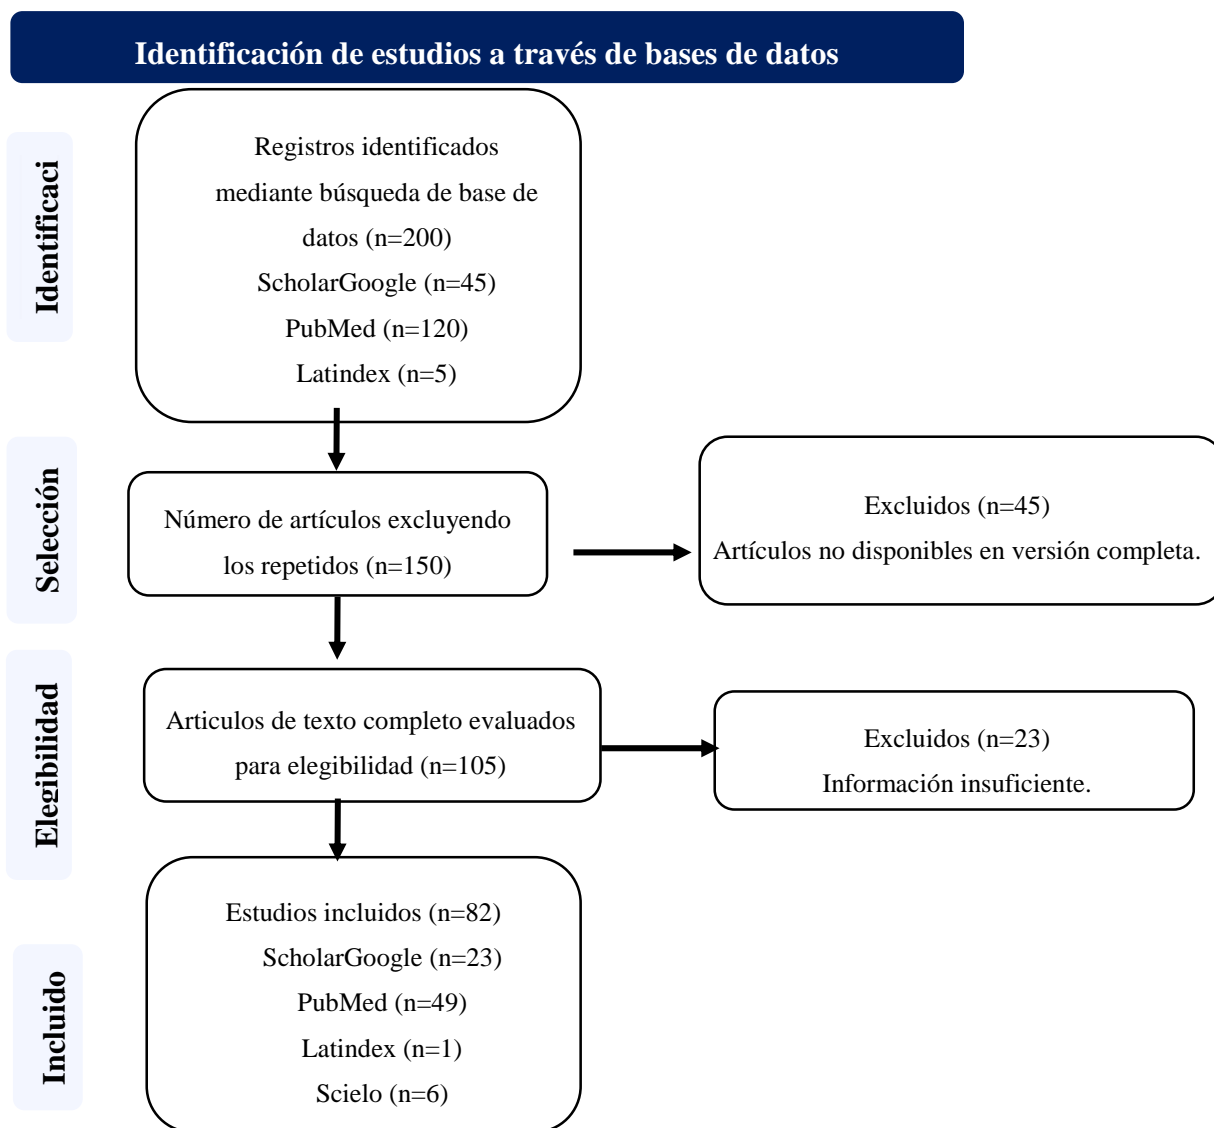 Identificación de estudios a través de bases de datos
Identificaci
Registros identificados
mediante búsqueda de base de
datos (n=200)
ScholarGoogle (n=45)
PubMed (n=120)
Latindex (n=5)
Selección
Número de artículos excluyendo
los repetidos (n=150)
Excluidos (n=45)
Artículos no disponibles en versión completa.
Elegibilidad
Articulos de texto completo evaluados
para elegibilidad (n=105)
Excluidos (n=23)
Información insuficiente.
Incluido
Estudios incluidos (n=82)
ScholarGoogle (n=23)
PubMed (n=49)
Latindex (n=1)
Scielo (n=6)